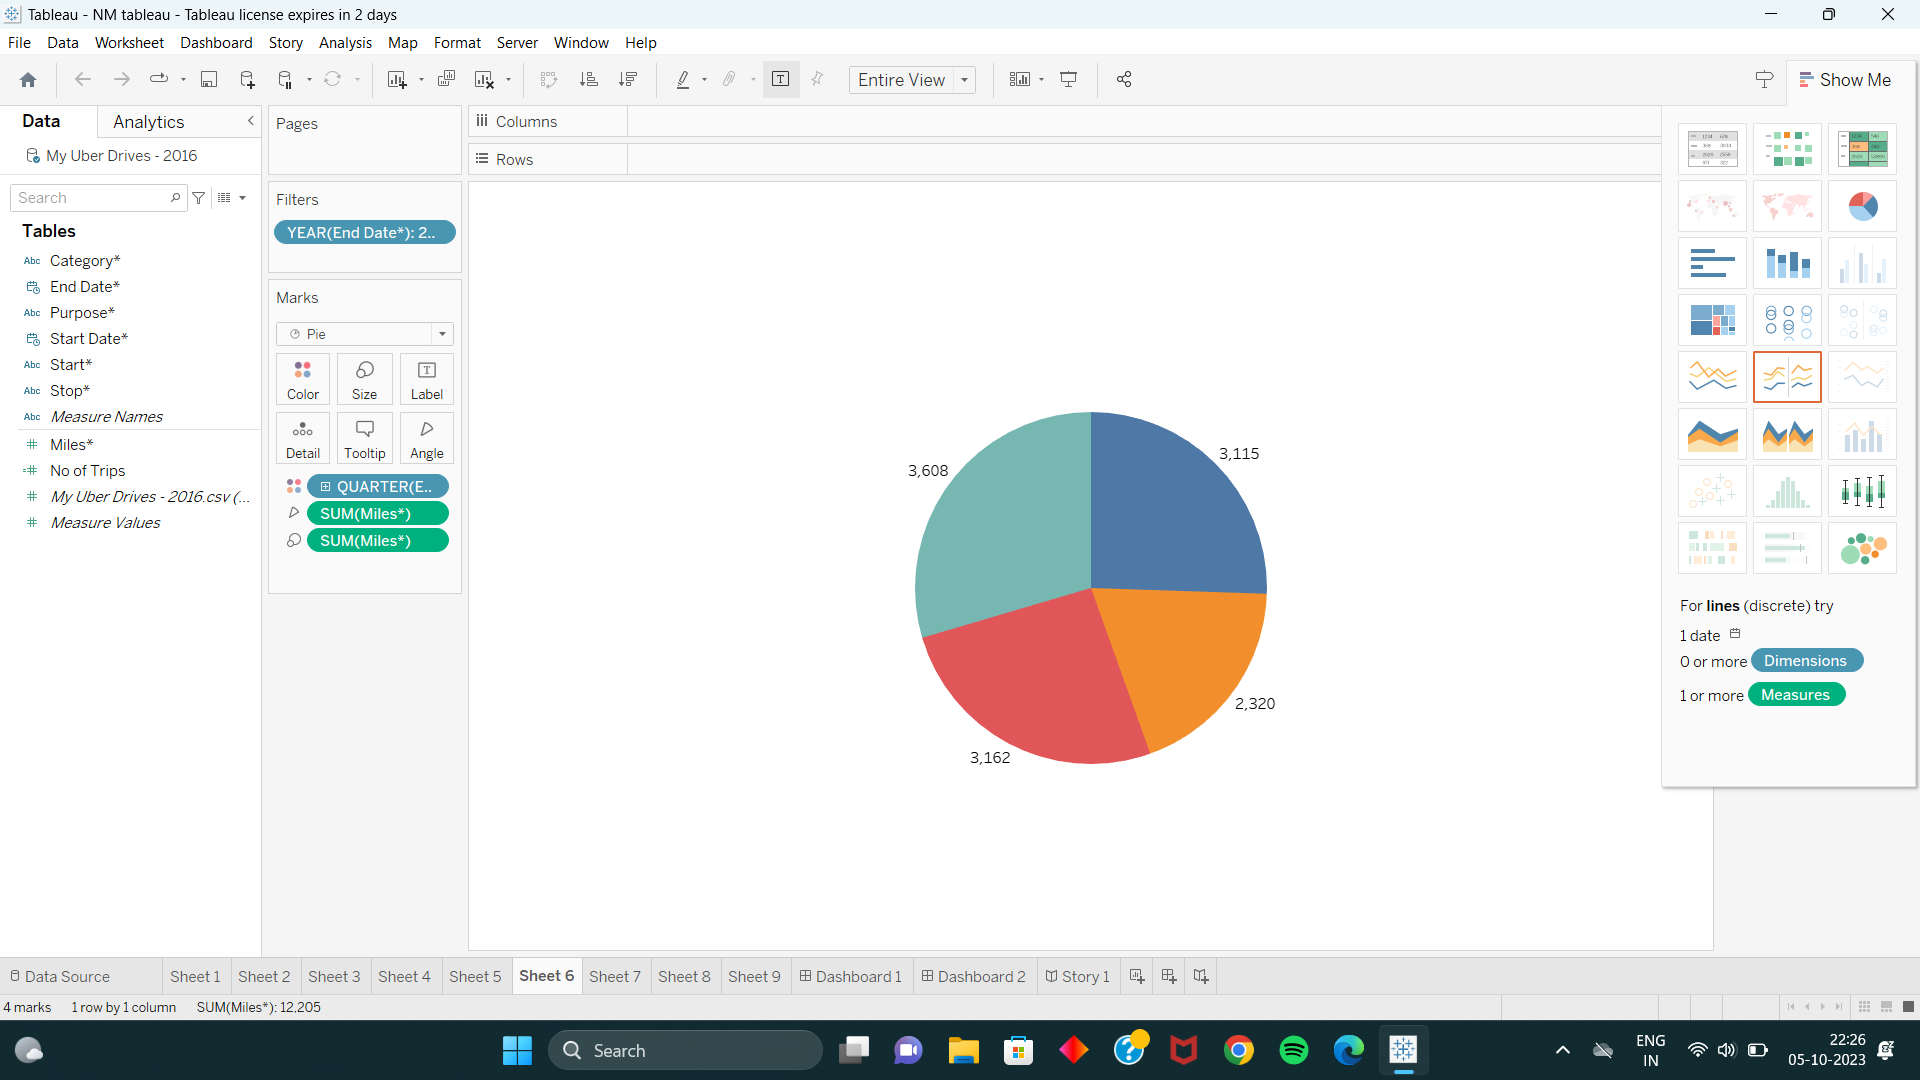 Tableau - NM tableau - Tableau license expires in 2 days
File Data Worksheet Dashboard Story Analysis Map Format Server Window Help
Entire View
Show Me
Data Analytics
My Uber Drives - 2016
Search
Tables
Abc Category*
End Date*
Abc Purpose*
Start Date*
Abc Start*
Abc Stop*
Abc Measure Names
Miles*
No of Trips
My Uber Drives - 2016.csv (...
Measure Values
Pages
Filters
YEAR(End Date*): 2..
Marks
Pie
Color Size Label
Detail Tooltip Angle
QUARTER(E..
SUM(Miles*)
SUM(Miles*)
Columns
Rows
3,608
3,115
2,320
3,162
For lines (discrete) try
1 date
0 or more Dimensions
1 or more Measures
Data Source Sheet 1 Sheet 2 Sheet 3 Sheet 4 Sheet 5 Sheet 6 Sheet 7 Sheet 8 Sheet 9 Dashboard 1 Dashboard 2 Story 1
4 marks 1 row by 1 column SUM(Miles*): 12,205
Search
ENG
IN
22:26
05-10-2023